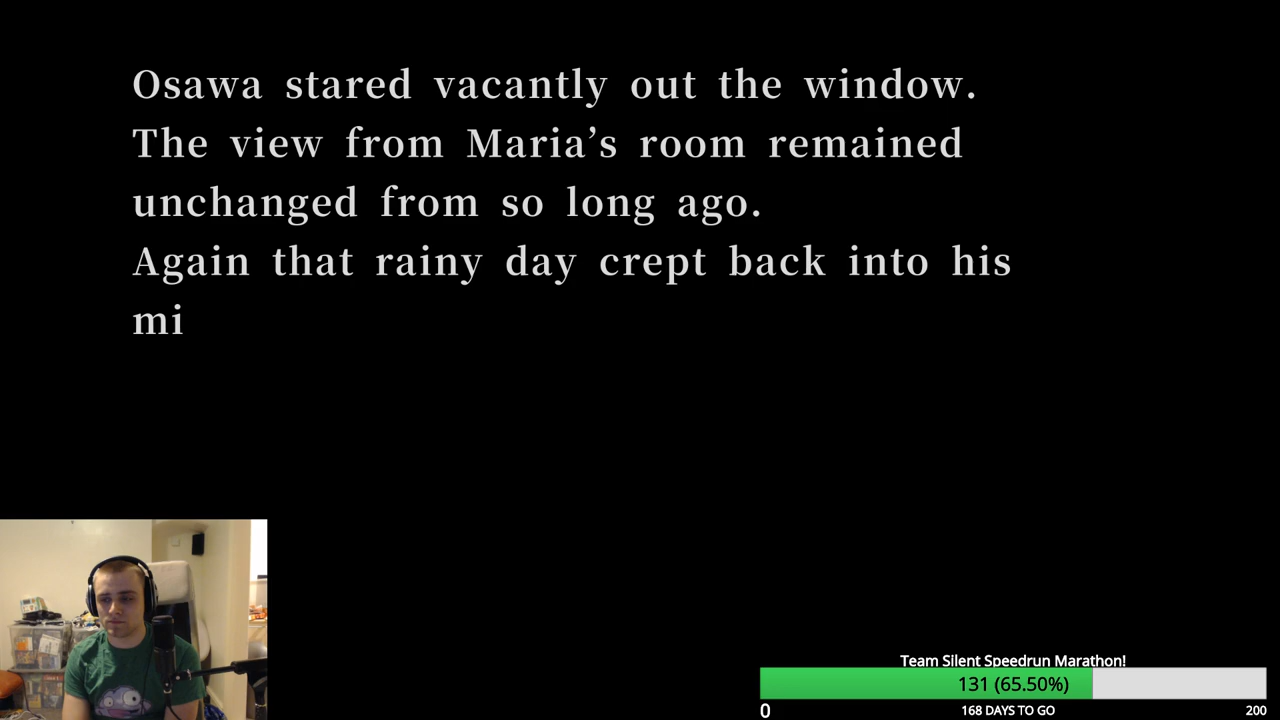 Osawa stared vacantly out the window.
The view from Maria’s room remained
unchanged from so long ago.
Again that rainy day crept back into his
mi
Team Silent Speedrun Marathon!
131 (65.50%)
0
168 DAYS TO GO
200